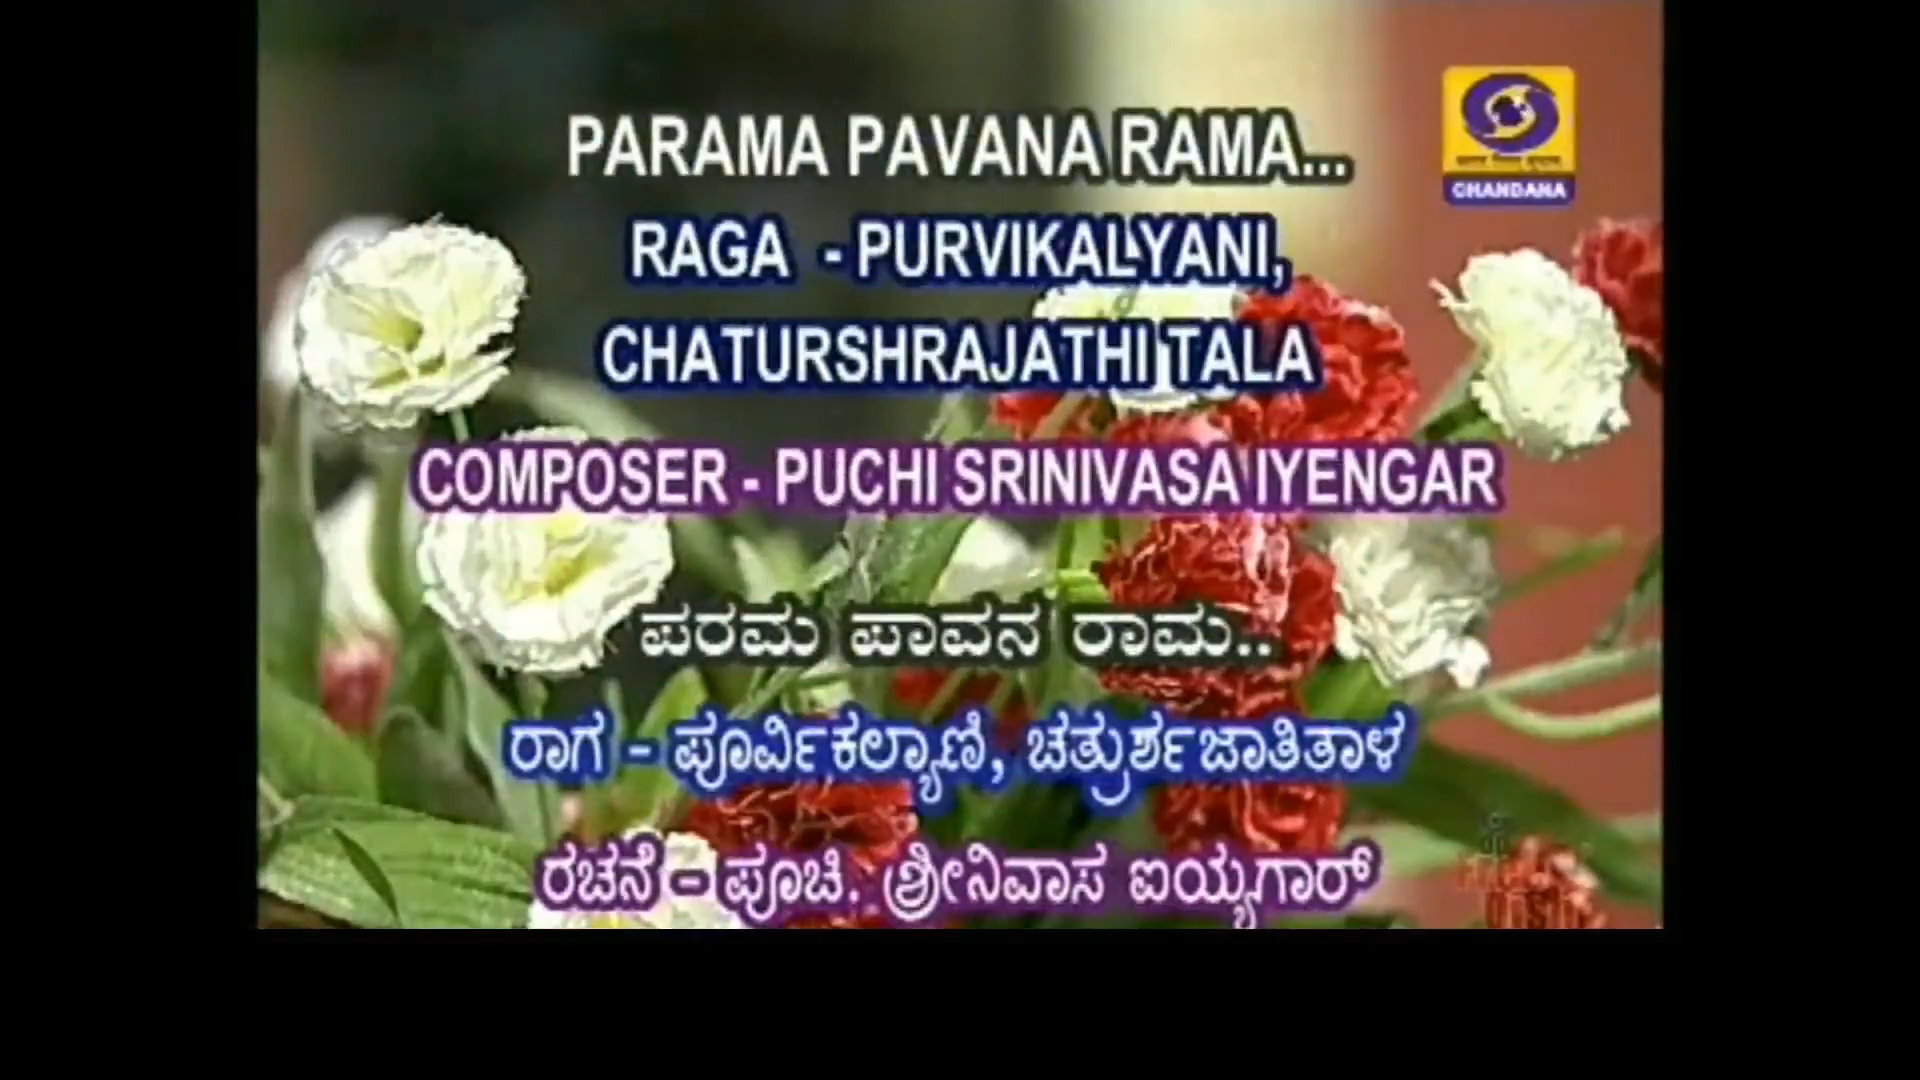 PARAMA PAVANA RAMA...
CHANDANA
RAGA - PURVIKALYANI,
CHATURSHRAJATHI TALA
COMPOSER - PUCHI SRINIVASA IYENGAR
ಪರಮ ಪಾವನ ರಾಮ..
ರಾಗ - ಪೂರ್ವಿಕಲ್ಯಾಣಿ, ಚತ್ರುರ್ಶಜಾತಿತಾಳ
ರಚನೆ - ಪೂಚಿ. ಶ್ರೀನಿವಾಸ ಐಯ್ಯಗಾರ್